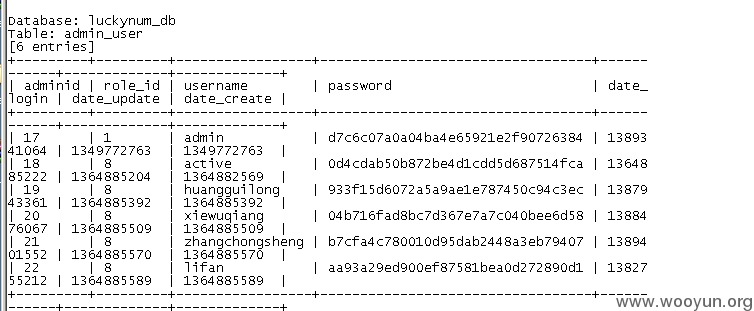 Database: luckynum_db
Table: admin_user
[6 entries]
+---------+---------+----------------+----------------------------------+------
------+-------------+-------------+
| adminid | role_id | username | password | date_
login | date_update | date_create |
+---------+---------+----------------+----------------------------------+------
------+-------------+-------------+
| 17 | 1 | admin | d7c6c07a0a04ba4e65921e2f90726384 | 13893
41064 | 1349772763 | 1349772763 |
| 18 | 8 | active | 0d4cdab50b872be4d1cdd5d687514fca | 13648
85222 | 1364885204 | 1364882569 |
| 19 | 8 | huangguilong | 933f15d6072a5a9ae1e787450c94c3ec | 13879
43361 | 1364885392 | 1364885392 |
| 20 | 8 | xiewuqiang | 04b716fad8bc7d367e7a7c040bee6d58 | 13884
76067 | 1364885509 | 1364885509 |
| 21 | 8 | zhangchongsheng | b7cfa4c780010d95dab2448a3eb79407 | 13894
01552 | 1364885570 | 1364885570 |
| 22 | 8 | lifan | aa93a29ed900ef87581bea0d272890d1 | 13827
55212 | 1364885589 | 1364885589 |
+---------+---------+----------------+----------------------------------+------
------+-------------+-------------+
www.wooyun.org